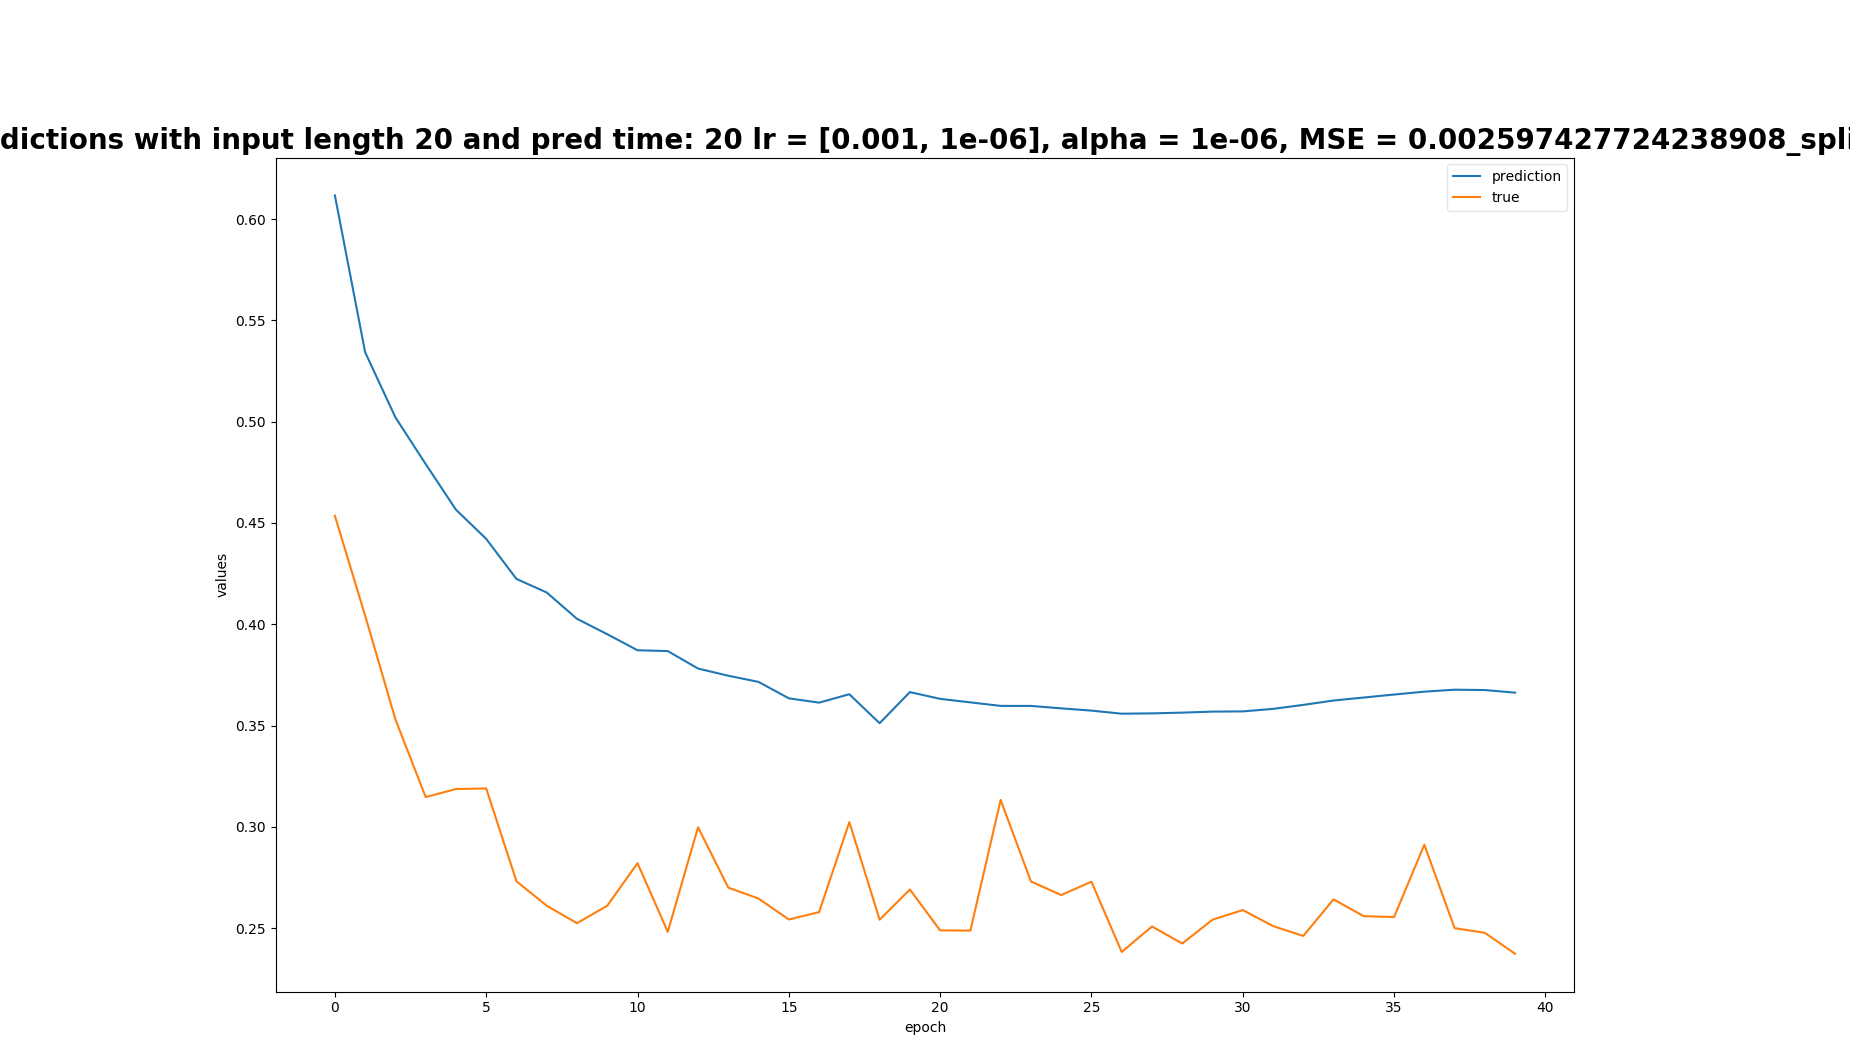 dictions with input length 20 and pred time: 20 lr = [0.001, 1e-06], alpha = 1e-06, MSE = 0.002597427724238908_spli
prediction
true
0.60
0.55
0.50
0.45
0.40
0.35
0.30
0.25
values
0 5 10 15 20 25 30 35 40
epoch